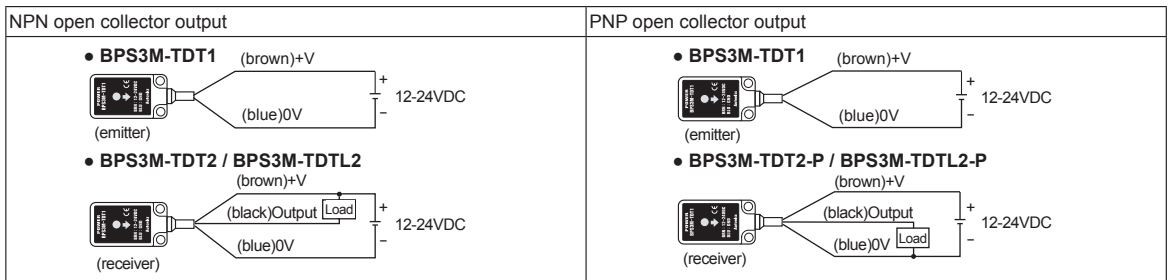 NPN open collector output
● BPS3M-TDT1
(brown)+V
+
12-24VDC
−
(blue)0V
(emitter)
● BPS3M-TDT2 / BPS3M-TDTL2
(brown)+V
(black)Output
Load
+
12-24VDC
−
(blue)0V
(receiver)
PNP open collector output
● BPS3M-TDT1
(brown)+V
+
12-24VDC
−
(blue)0V
(emitter)
● BPS3M-TDT2-P / BPS3M-TDTL2-P
(brown)+V
(black)Output
+
12-24VDC
−
(blue)0V
Load
(receiver)